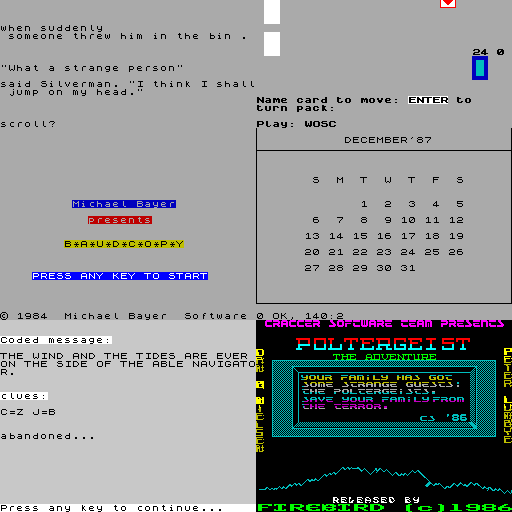 when suddenly
someone threw him in the bin .
"What a strange person"
said Silverman. "I think I shall
jump on my head."
scroll?
24 0
Name card to move: ENTER to
turn pack:
Play: WOSC
DECEMBER'87
S M T W T F S
1 2 3 4 5
6 7 8 9 10 11 12
13 14 15 16 17 18 19
20 21 22 23 24 25 26
27 28 29 30 31
Michael Bayer
presents
B*A*U*D*C*O*P*Y
PRESS ANY KEY TO START
© 1984 Michael Bayer Software
0 OK, 140:2
Coded message:
THE WIND AND THE TIDES ARE EVER
ON THE SIDE OF THE ABLE NAVIGATO
R.
clues:
C=Z J=B
abandoned...
Press any key to continue...
CRACCER SOFTWARE TEAM PRESENTS
POLTERGEIST
THE ADVENTURE
YOUR FAMILY HAS GOT
SOME STRANGE GUESTS:
THE POLTERGEISTS.
SAVE YOUR FAMILY FROM
THE TERROR.
CS '86
RELEASED BY
FIREBIRD (c)1986